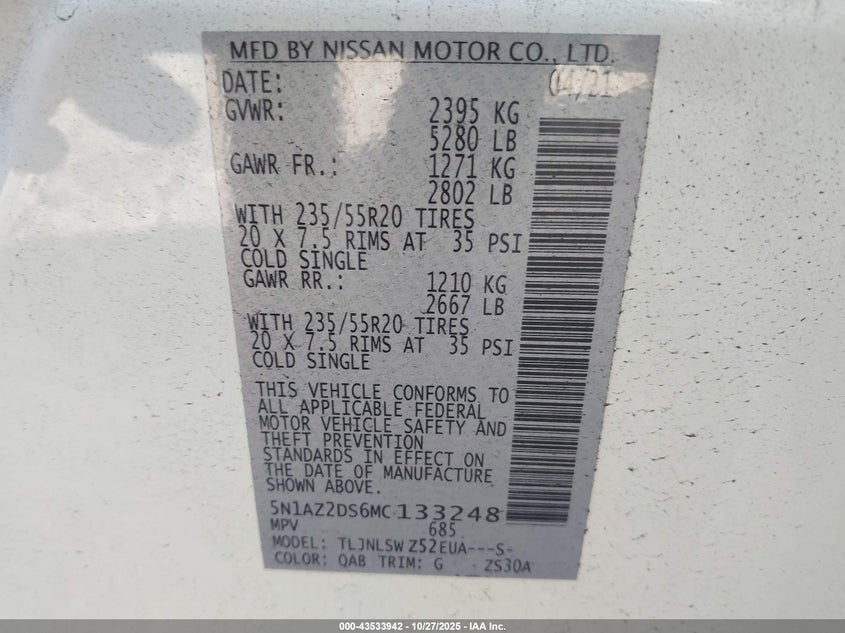 MFD BY NISSAN MOTOR CO., LTD.
DATE: 04/21
GVWR: 2395 KG
5280 LB
GAWR FR.: 1271 KG
2802 LB
WITH 235/55R20 TIRES
20 X 7.5 RIMS AT 35 PSI
COLD SINGLE
GAWR RR.: 1210 KG
2667 LB
WITH 235/55R20 TIRES
20 X 7.5 RIMS AT 35 PSI
COLD SINGLE
THIS VEHICLE CONFORMS TO
ALL APPLICABLE FEDERAL
MOTOR VEHICLE SAFETY AND
THEFT PREVENTION
STANDARDS IN EFFECT ON
THE DATE OF MANUFACTURE
SHOWN ABOVE.
5N1AZ2DS6MC133248
MPV 685
MODEL: TLJNLSWZ52EUA---S-
COLOR: QAB TRIM: G ZS30A
000-43533942 | 10/27/2025 - IAA Inc.